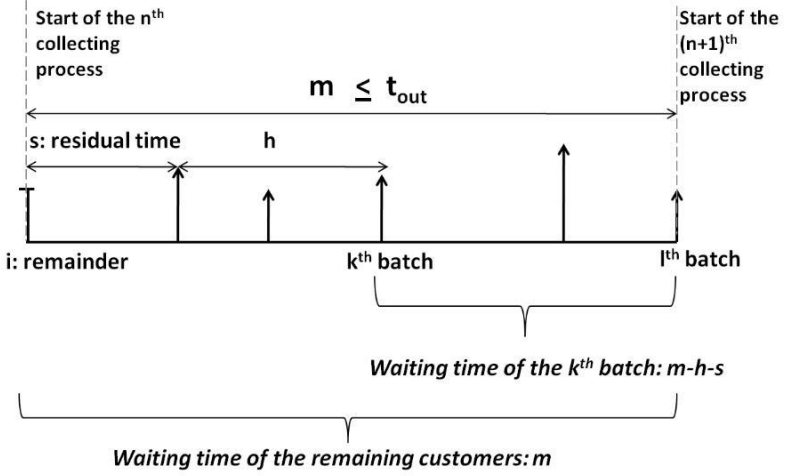 Start of the nth
collecting
process
Start of the
(n+1)th
collecting
process
m ≤ tout
s: residual time
h
i: remainder
kth batch
lth batch
Waiting time of the kth batch: m-h-s
Waiting time of the remaining customers: m